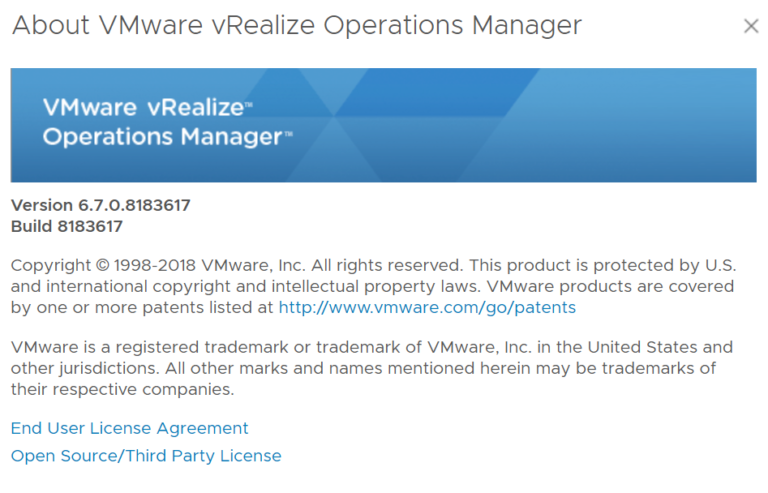 About VMware vRealize Operations Manager
VMware vRealize™
Operations Manager™
Version 6.7.0.8183617
Build 8183617
Copyright © 1998-2018 VMware, Inc. All rights reserved. This product is protected by U.S.
and international copyright and intellectual property laws. VMware products are covered
by one or more patents listed at http://www.vmware.com/go/patents
VMware is a registered trademark or trademark of VMware, Inc. in the United States and
other jurisdictions. All other marks and names mentioned herein may be trademarks of
their respective companies.
End User License Agreement
Open Source/Third Party License